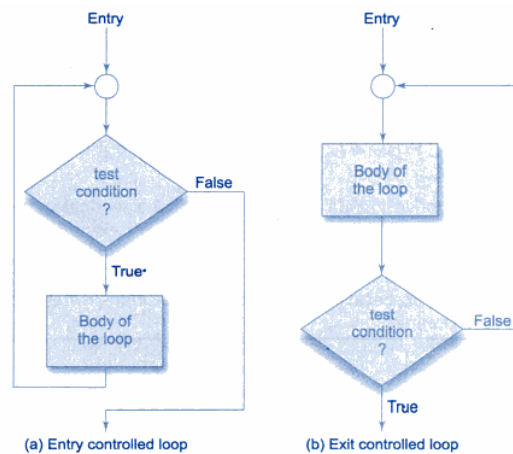 Entry
test
condition
?
False
True
Body of
the loop
(a) Entry controlled loop
Entry
Body of
the loop
test
condition
?
False
True
(b) Exit controlled loop